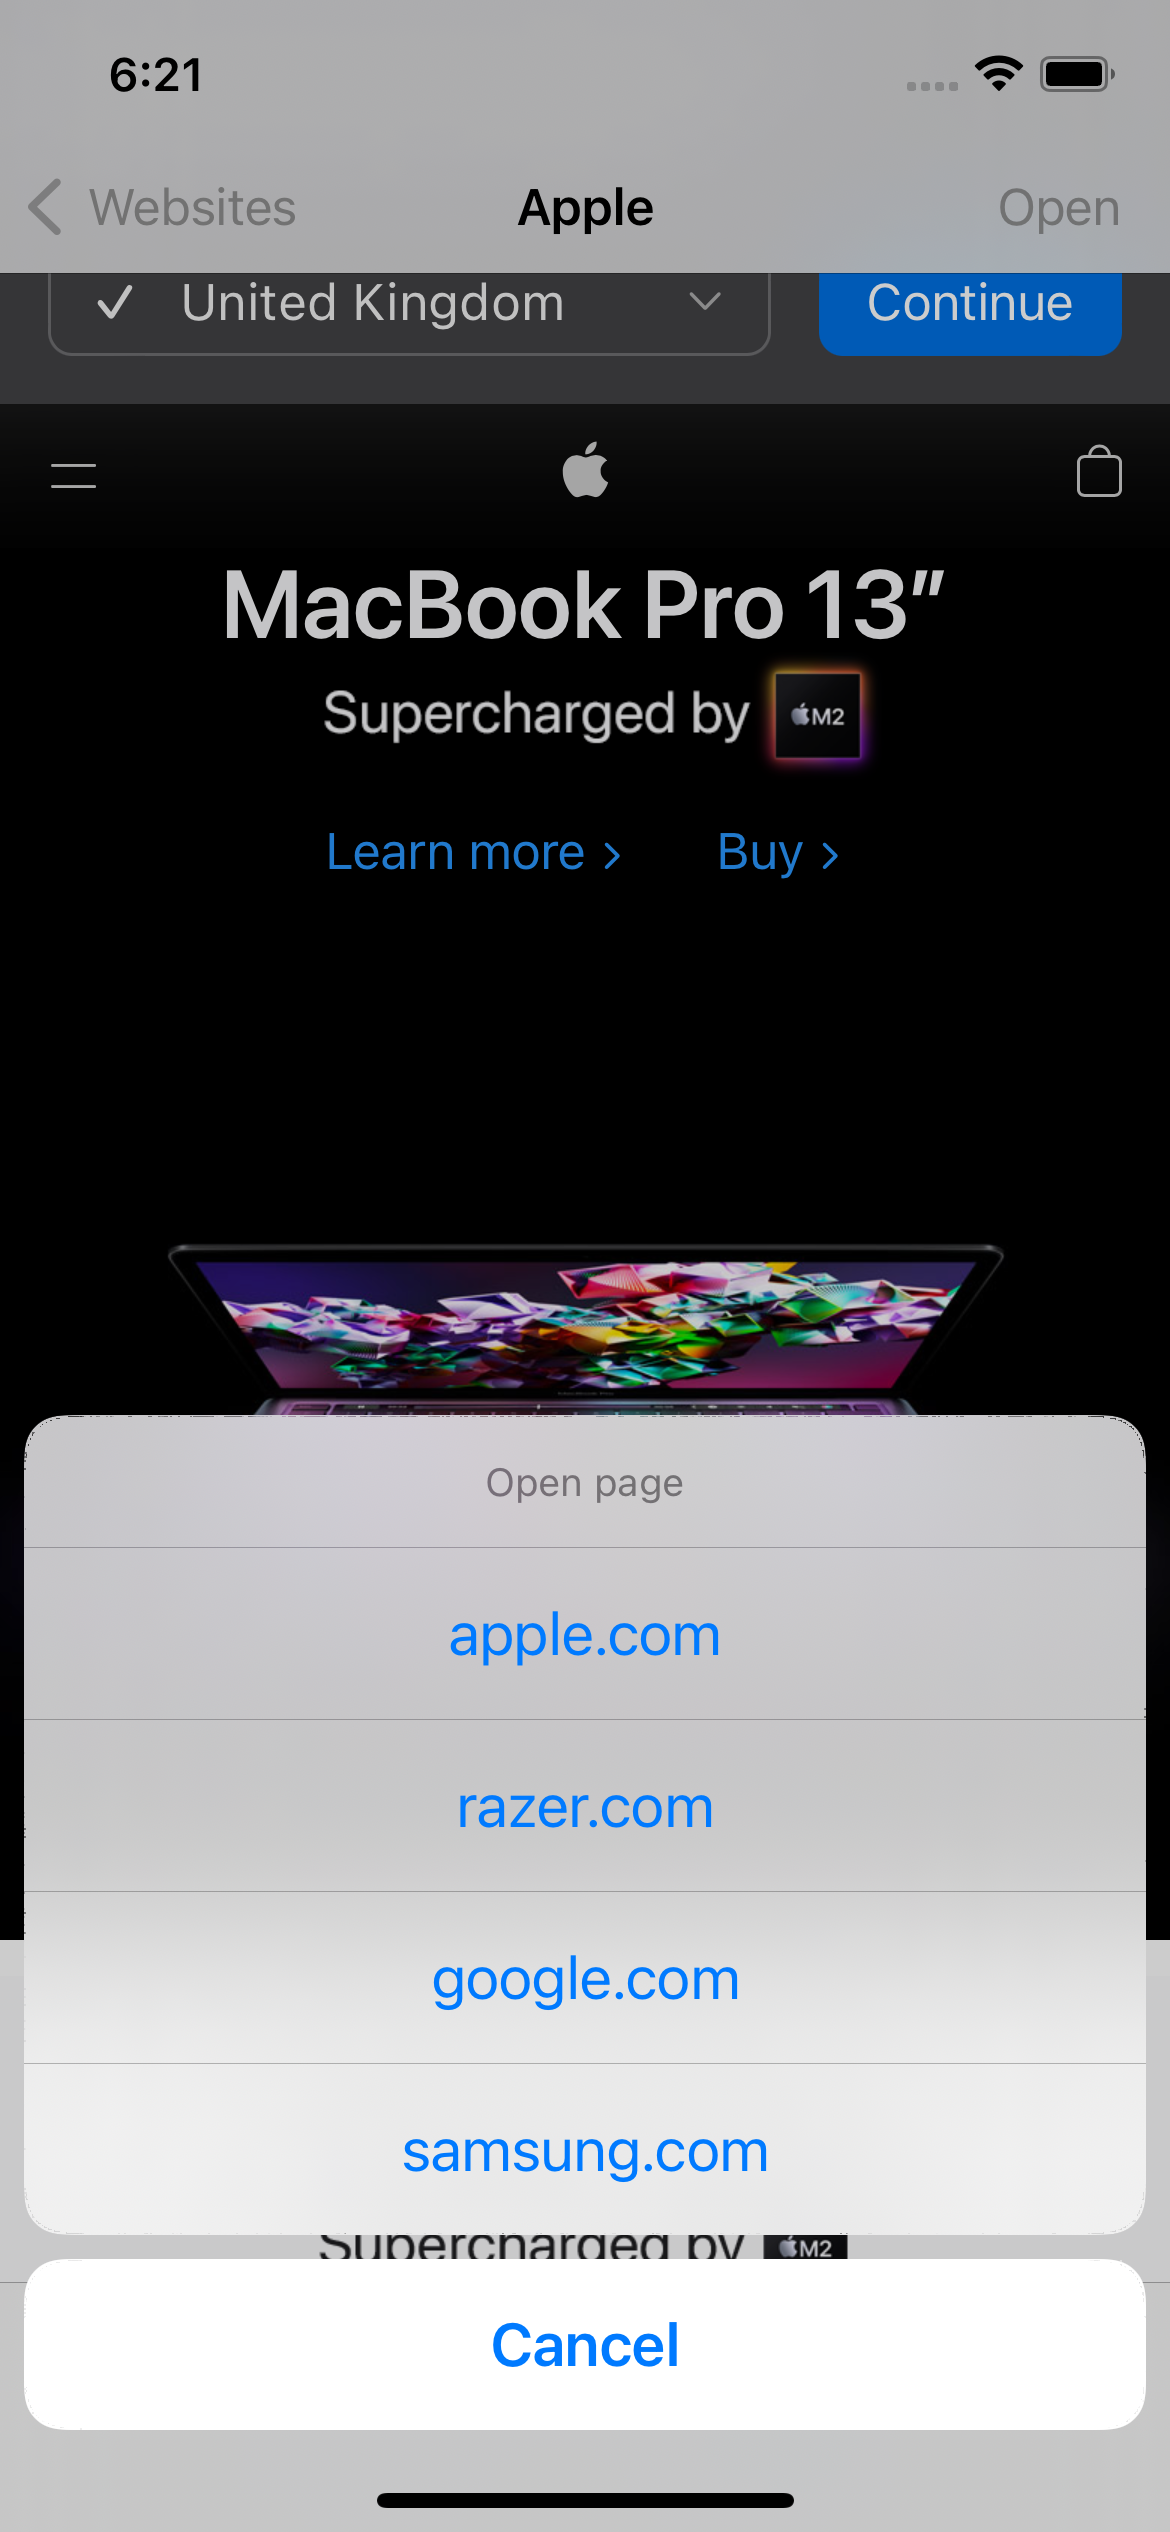 6:21
Websites
Apple
Open
United Kingdom
Continue
MacBook Pro 13”
Supercharged by M2
Learn more
Buy
Open page
apple.com
razer.com
google.com
samsung.com
Supercharged by M2
Cancel